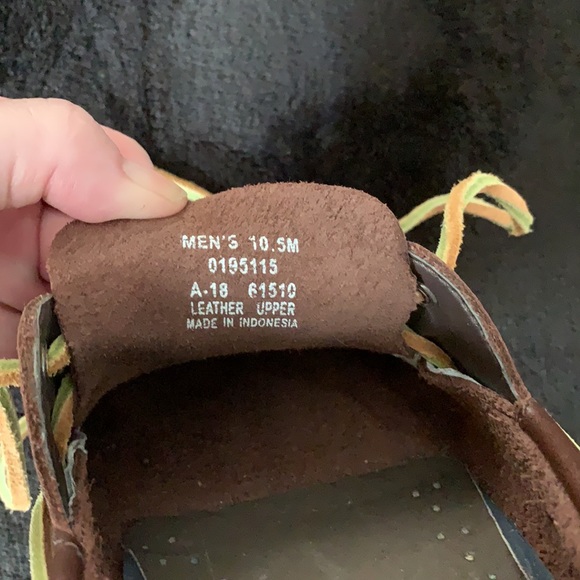 MEN'S 10.5M
0195115
A-18 61510
LEATHER UPPER
MADE IN INDONESIA